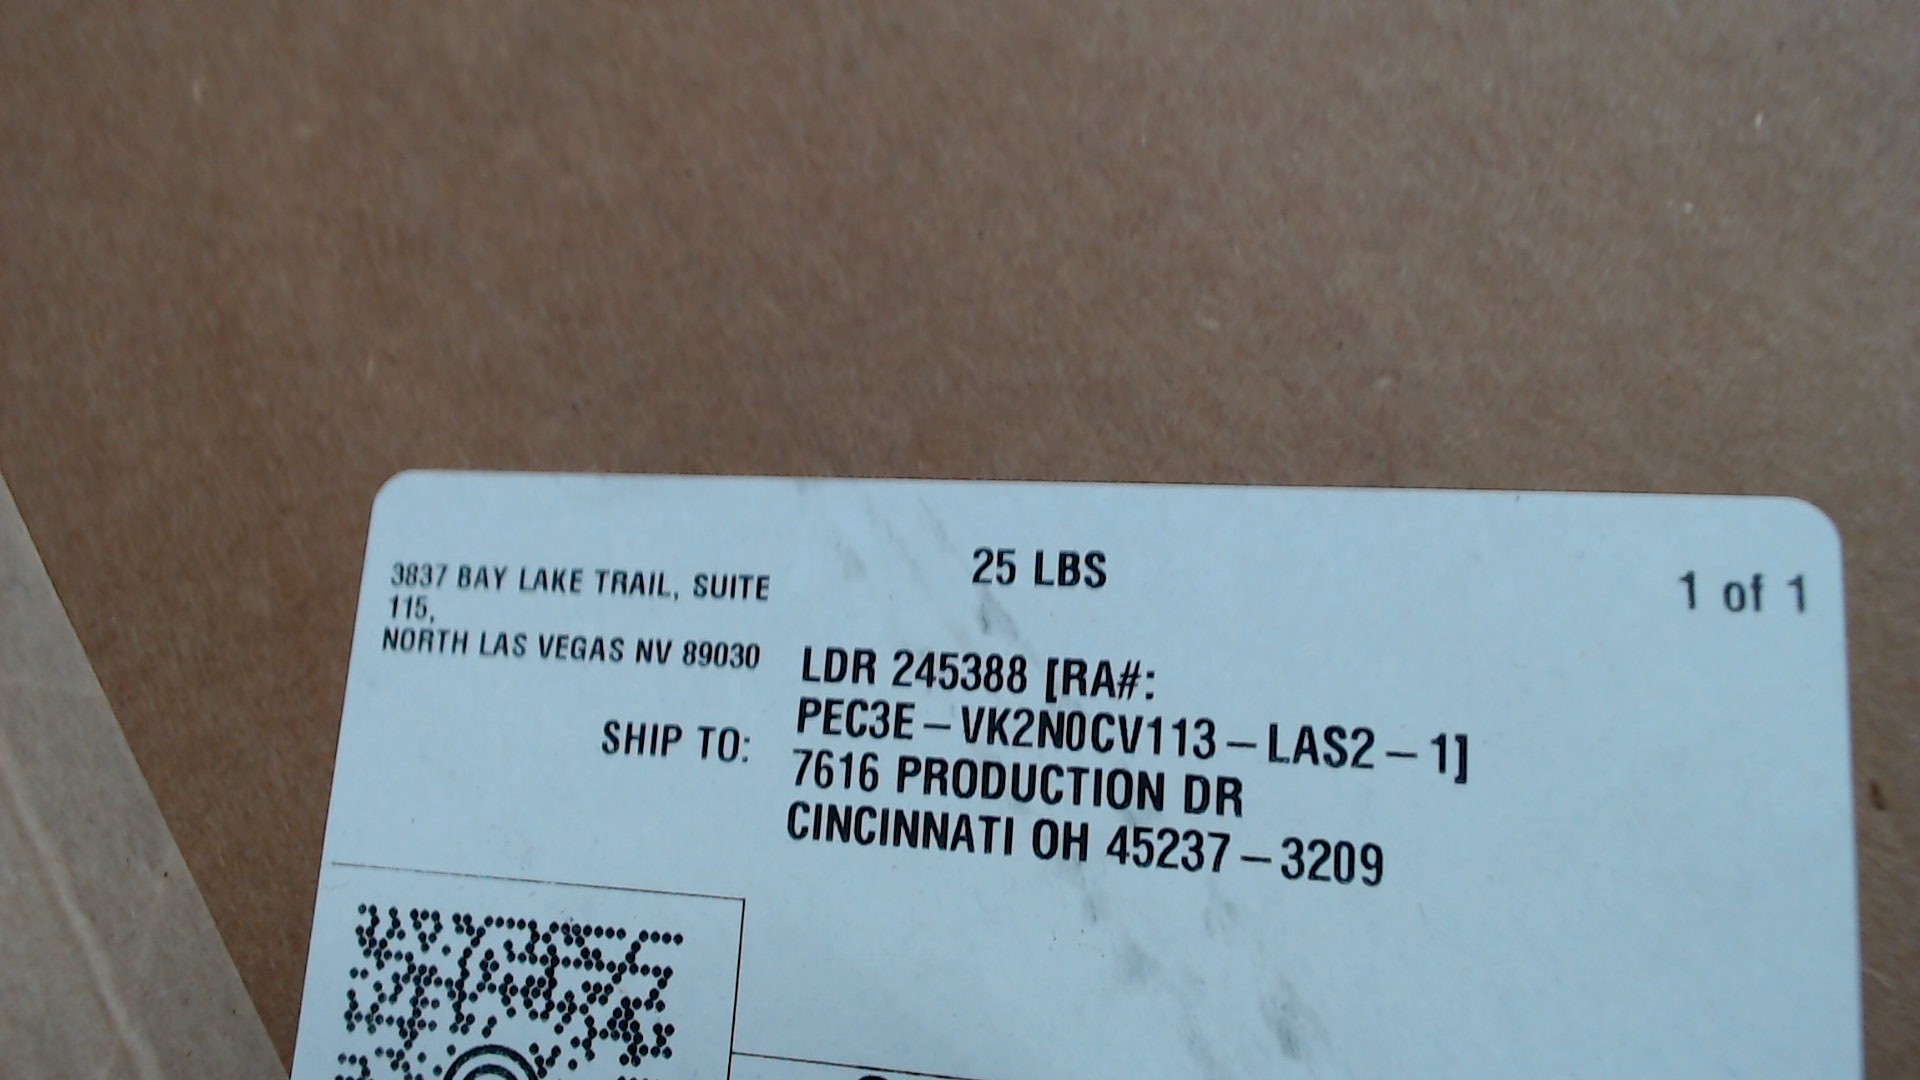 3837 BAY LAKE TRAIL, SUITE
115,
NORTH LAS VEGAS NV 89030
25 LBS
1 of 1
SHIP TO:
LDR 245388 [RA#:
PEC3E-VK2N0CV113-LAS2-1]
7616 PRODUCTION DR
CINCINNATI OH 45237-3209